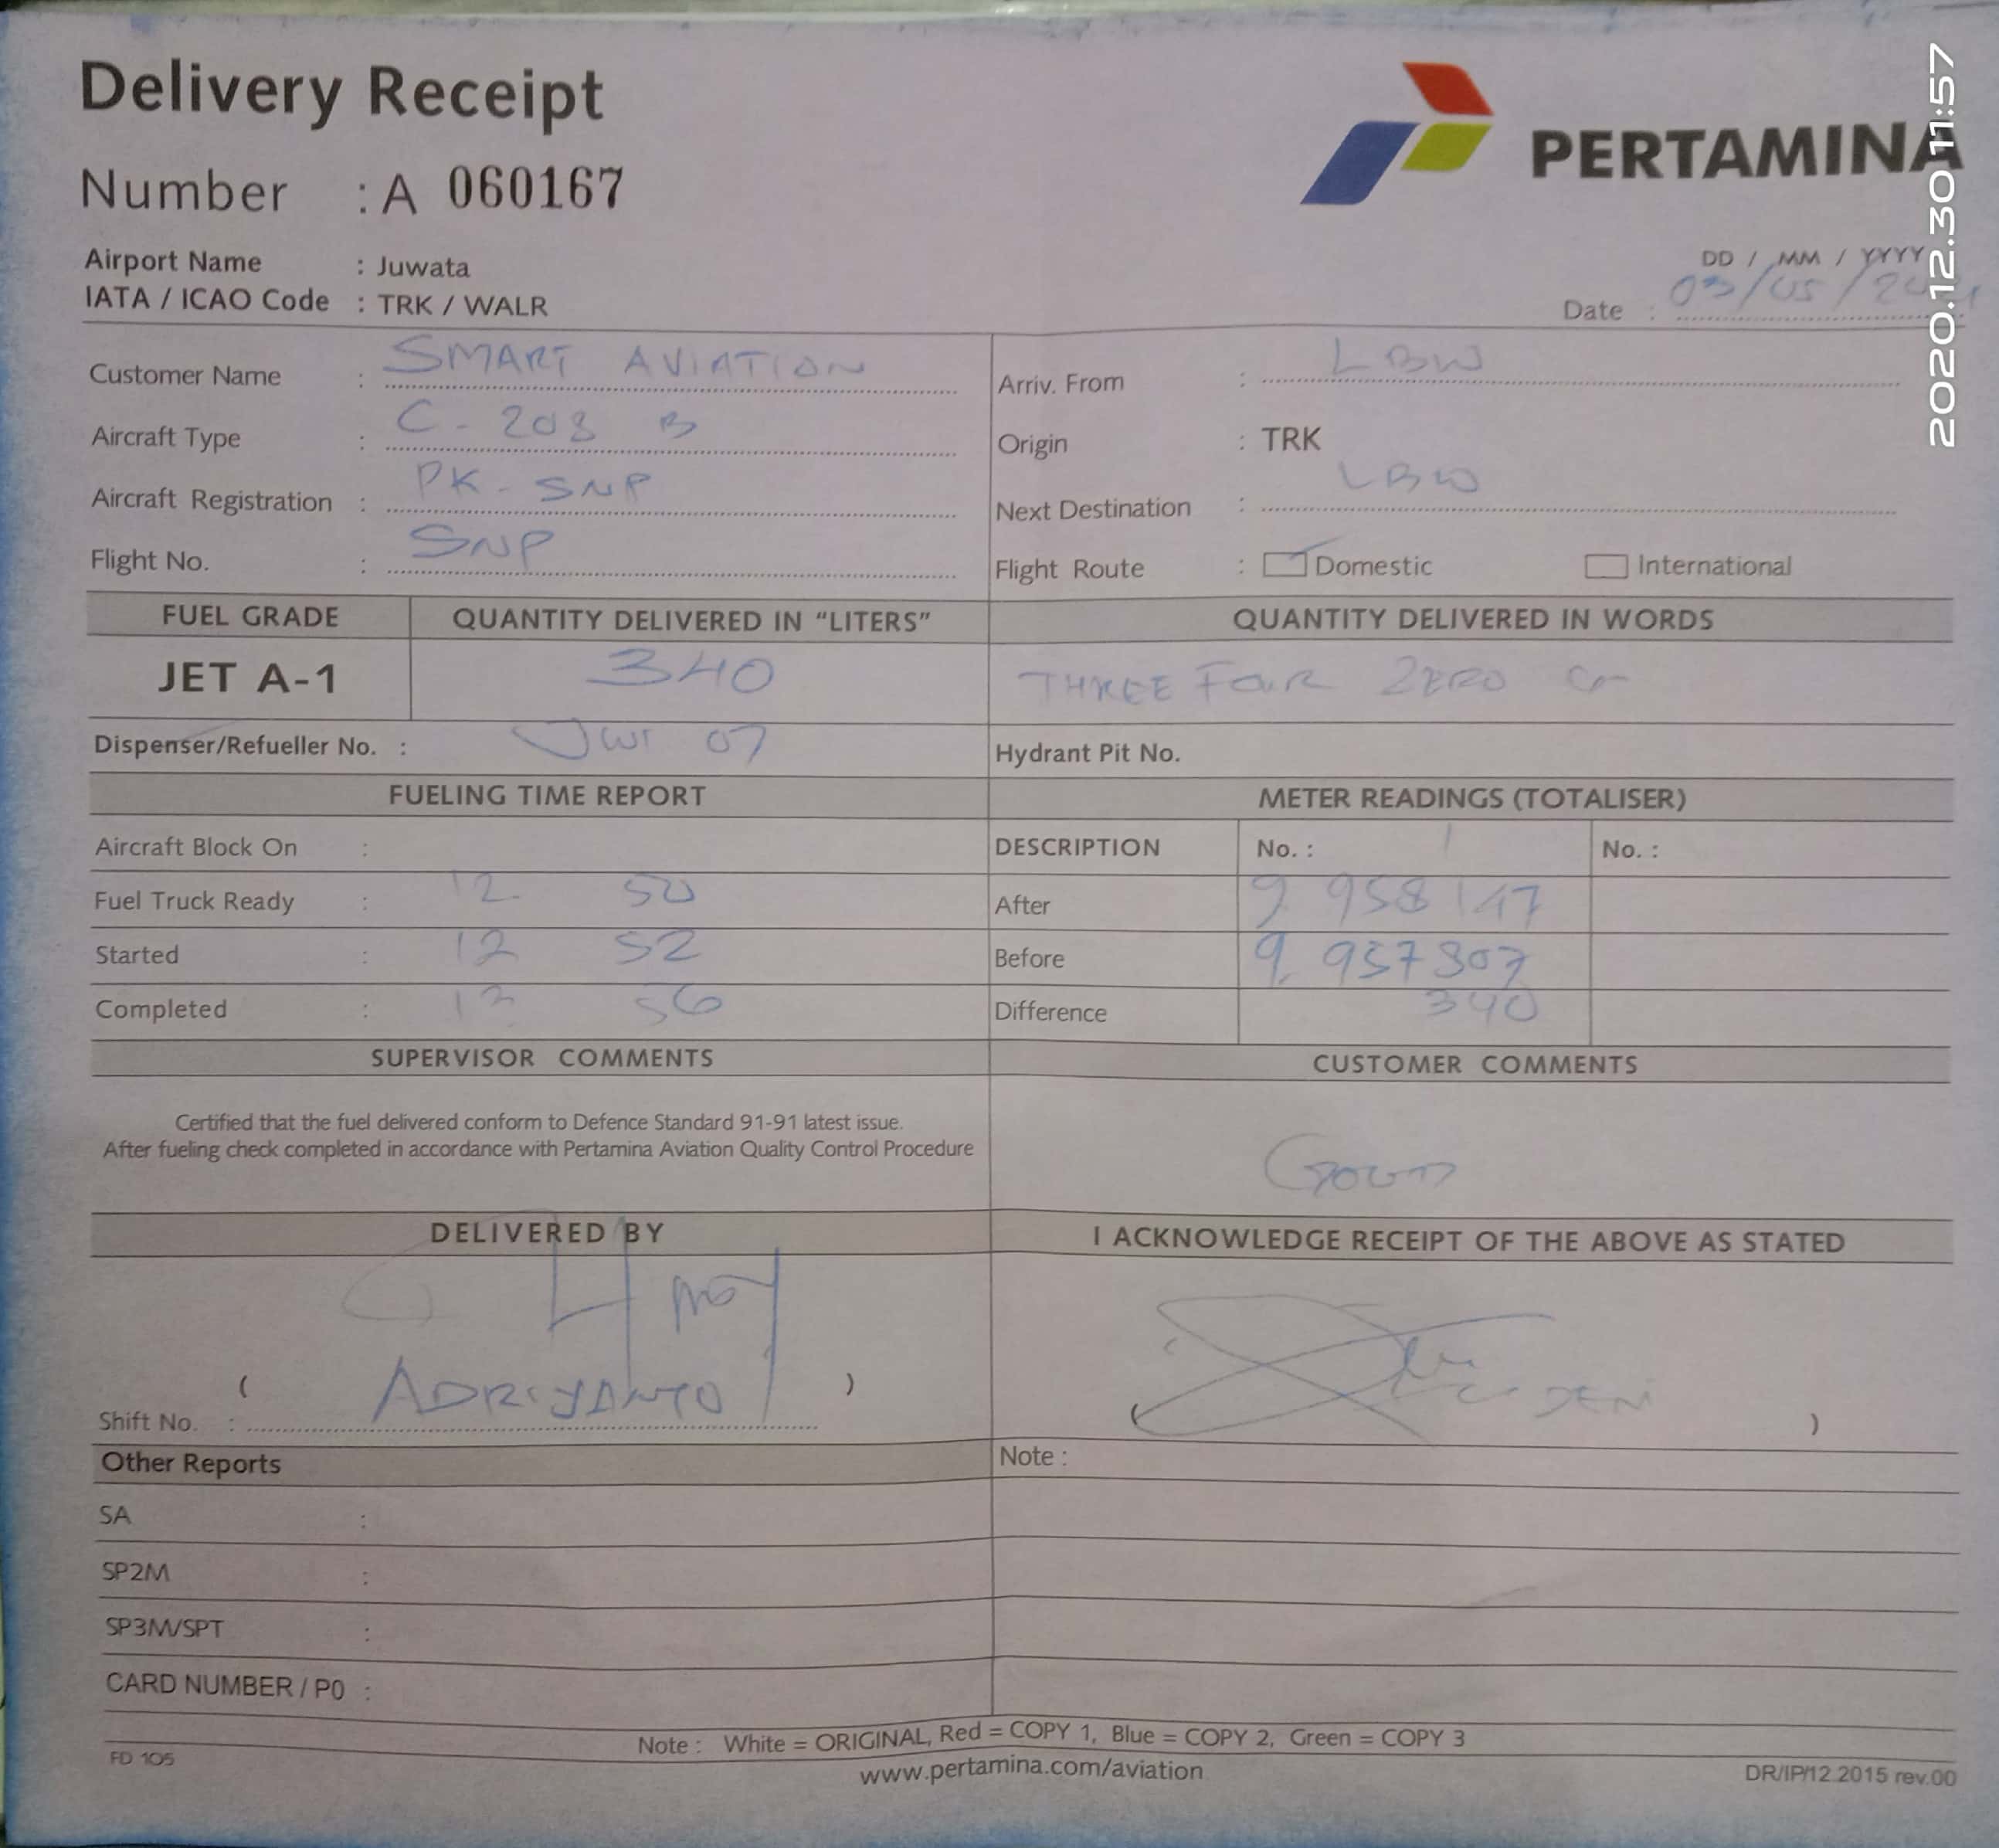 Delivery Receipt
PERTAMINA
Number : A 060167
2020.12.30 11:57
Airport Name : Juwata
DD / MM / YYYY
IATA / ICAO Code : TRK / WALR
Date : 03/05/
Customer Name : SMART AVIATION
Arriv. From : LBW
Aircraft Type : C - 208 B
Origin : TRK
Aircraft Registration : PK - SNP
Next Destination : LBW
Flight No. : SNP
Flight Route : Domestic International
FUEL GRADE QUANTITY DELIVERED IN "LITERS" QUANTITY DELIVERED IN WORDS
JET A-1 340 THREE FOUR ZERO
Dispenser/Refueller No. : 07
Hydrant Pit No.
FUELING TIME REPORT METER READINGS (TOTALISER)
Aircraft Block On :
DESCRIPTION No. : 1 No. :
Fuel Truck Ready : 12 50
After 9 958147
Started : 12 52
Before 9 957807
Completed : 12 56
Difference 340
SUPERVISOR COMMENTS CUSTOMER COMMENTS
Certified that the fuel delivered conform to Defence Standard 91-91 latest issue.
After fueling check completed in accordance with Pertamina Aviation Quality Control Procedure
DELIVERED BY I ACKNOWLEDGE RECEIPT OF THE ABOVE AS STATED
( ADRIYANTO )
( DENI )
Shift No. :
Other Reports Note :
SA :
SP2M :
SP3M/SPT :
CARD NUMBER / P0 :
Note : White = ORIGINAL, Red = COPY 1, Blue = COPY 2, Green = COPY 3
FD 105 www.pertamina.com/aviation DR/IP/12.2015 rev.00